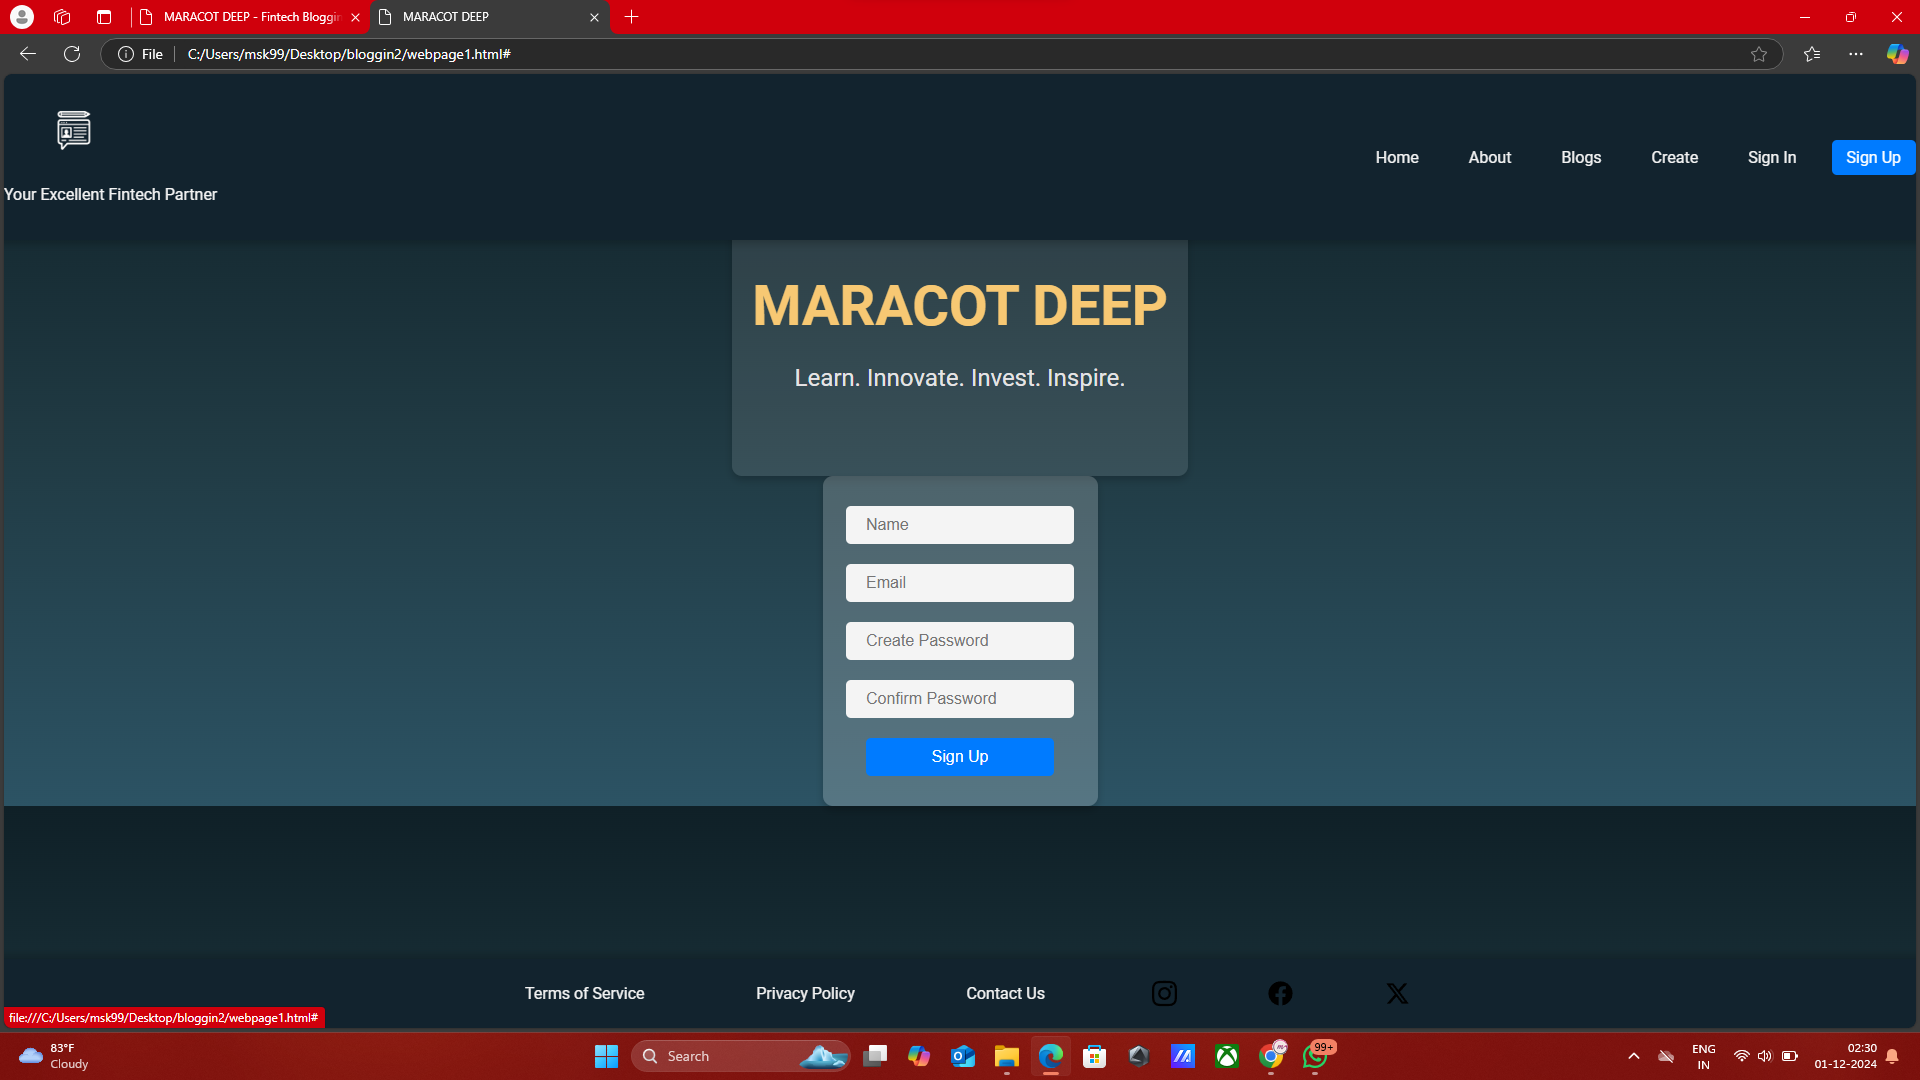 MARACOT DEEP - Fintech Bloggin
MARACOT DEEP
File
C:/Users/msk99/Desktop/bloggin2/webpage1.html#
Home
About
Blogs
Create
Sign In
Sign Up
Your Excellent Fintech Partner
MARACOT DEEP
Learn. Innovate. Invest. Inspire.
Name
Email
Create Password
Confirm Password
Sign Up
Terms of Service
Privacy Policy
Contact Us
file:///C:/Users/msk99/Desktop/bloggin2/webpage1.html#
83°F
Cloudy
Search
99+
ENG
IN
02:30
01-12-2024